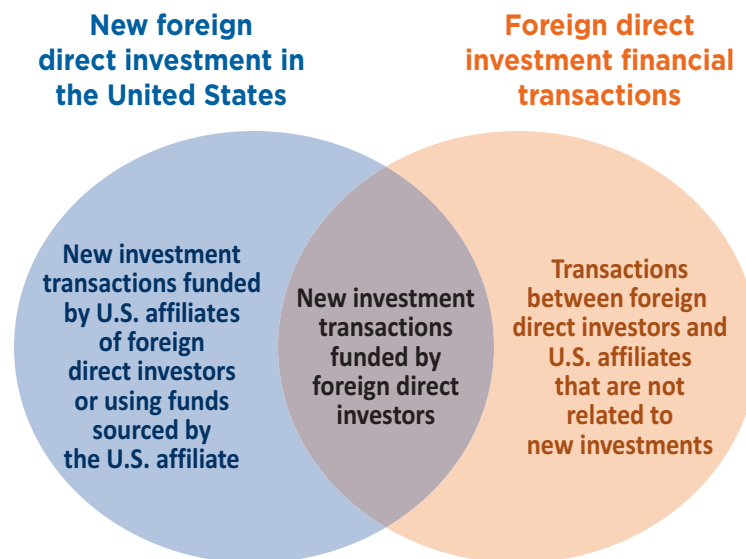 New foreign
direct investment in
the United States
Foreign direct
investment financial
transactions
New investment
transactions funded
by U.S. affiliates
of foreign
direct investors
or using funds
sourced by
the U.S. affiliate
New investment
transactions
funded by
foreign direct
investors
Transactions
between foreign
direct investors and
U.S. affiliates
that are not
related to
new investments